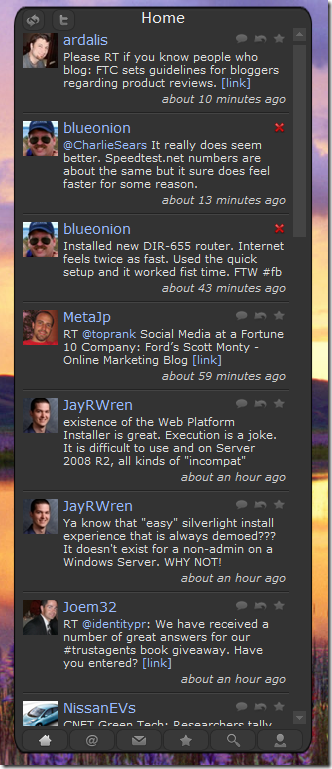 Home
ardalis
Please RT if you know people who
blog: FTC sets guidelines for bloggers
regarding product reviews. [link]
about 10 minutes ago
blueonion
@CharlieSears It really does seem
better. Speedtest.net numbers are
about the same but it sure does feel
faster for some reason.
about 13 minutes ago
blueonion
Installed new DIR-655 router. Internet
feels twice as fast. Used the quick
setup and it worked fist time. FTW #fb
about 43 minutes ago
MetaJp
RT @toprank Social Media at a Fortune
10 Company: Ford's Scott Monty -
Online Marketing Blog [link]
about 59 minutes ago
JayRWren
existence of the Web Platform
Installer is great. Execution is a joke.
It is difficult to use and on Server
2008 R2, all kinds of "incompat"
about an hour ago
JayRWren
Ya know that "easy" silverlight install
experience that is always demoed???
It doesn't exist for a non-admin on a
Windows Server. WHY NOT!
about an hour ago
Joem32
RT @identitypr: We have received a
number of great answers for our
#trustagents book giveaway. Have
you entered? [link]
about an hour ago
NissanEVs
CNET Green Tech: Researchers tally
@